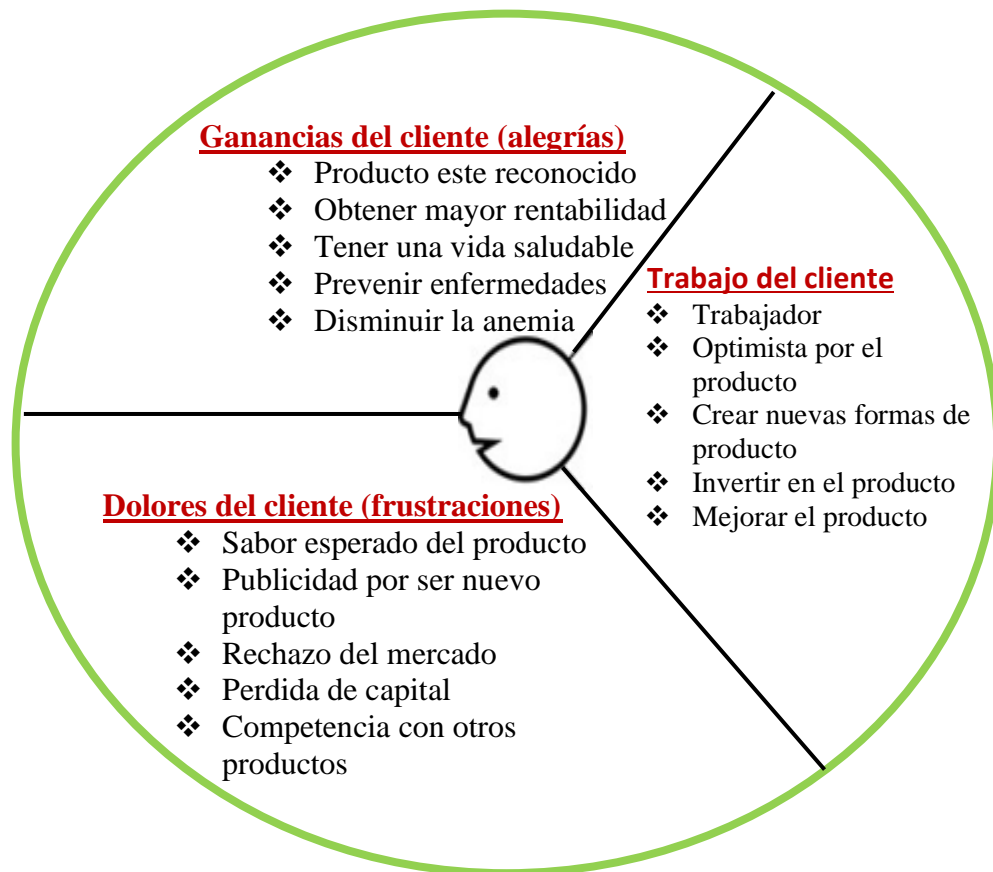 Ganancias del cliente (alegrías)
❖ Producto este reconocido
❖ Obtener mayor rentabilidad
❖ Tener una vida saludable
❖ Prevenir enfermedades
❖ Disminuir la anemia
Trabajo del cliente
❖ Trabajador
❖ Optimista por el
producto
❖ Crear nuevas formas de
producto
❖ Invertir en el producto
❖ Mejorar el producto
Dolores del cliente (frustraciones)
❖ Sabor esperado del producto
❖ Publicidad por ser nuevo
producto
❖ Rechazo del mercado
❖ Perdida de capital
❖ Competencia con otros
productos